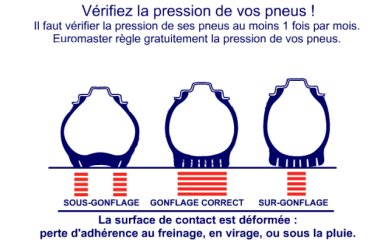 Vérifiez la pression de vos pneus !
Il faut vérifier la pression de ses pneus au moins 1 fois par mois.
Euromaster règle gratuitement la pression de vos pneus.
SOUS-GONFLAGE GONFLAGE CORRECT SUR-GONFLAGE
La surface de contact est déformée :
perte d'adhérence au freinage, en virage, ou sous la pluie.